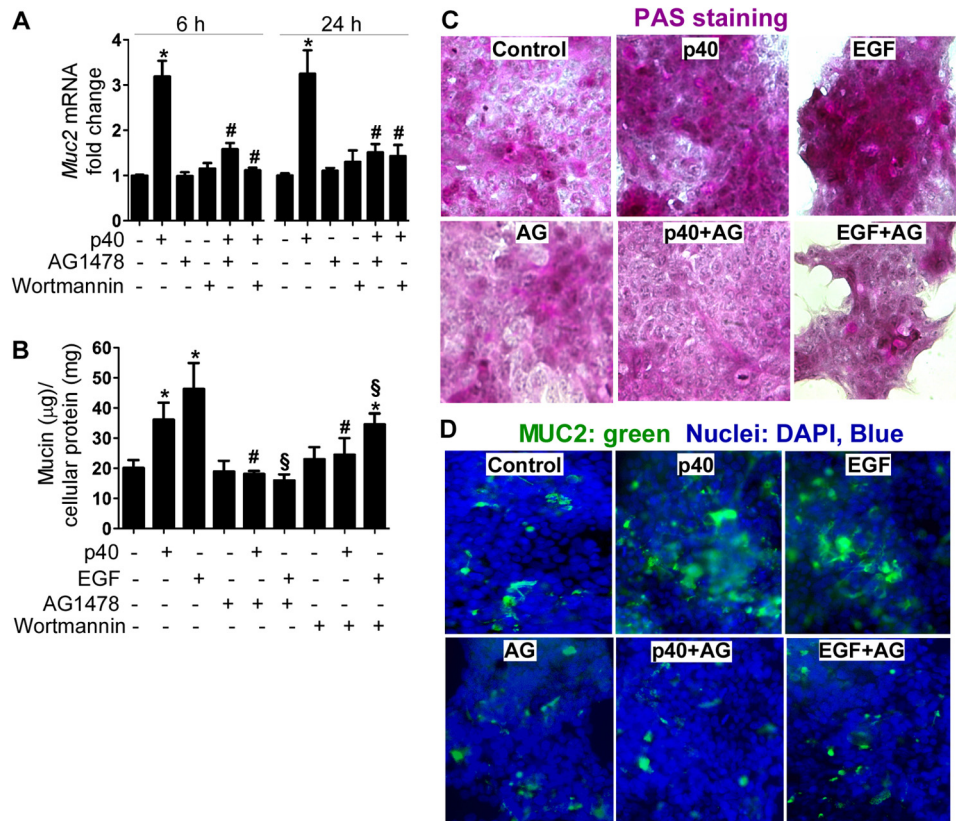 A
6 h 24 h
Muc2 mRNA
fold change
4
3
2
1
0
* * # # # #
p40 - + - - + + - + - - + +
AG1478 - - + - + - - - + - + -
Wortmannin - - - + - + - - - + - +
B
Mucin (μg)/
cellular protein (mg)
60
50
40
30
20
10
0
* * # § # § *
p40 - + - - + - - + -
EGF - - + - - + - - +
AG1478 - - - + + + - - -
Wortmannin - - - - - - + + +
C
PAS staining
Control p40 EGF
AG p40+AG EGF+AG
D
MUC2: green Nuclei: DAPI, Blue
Control p40 EGF
AG p40+AG EGF+AG